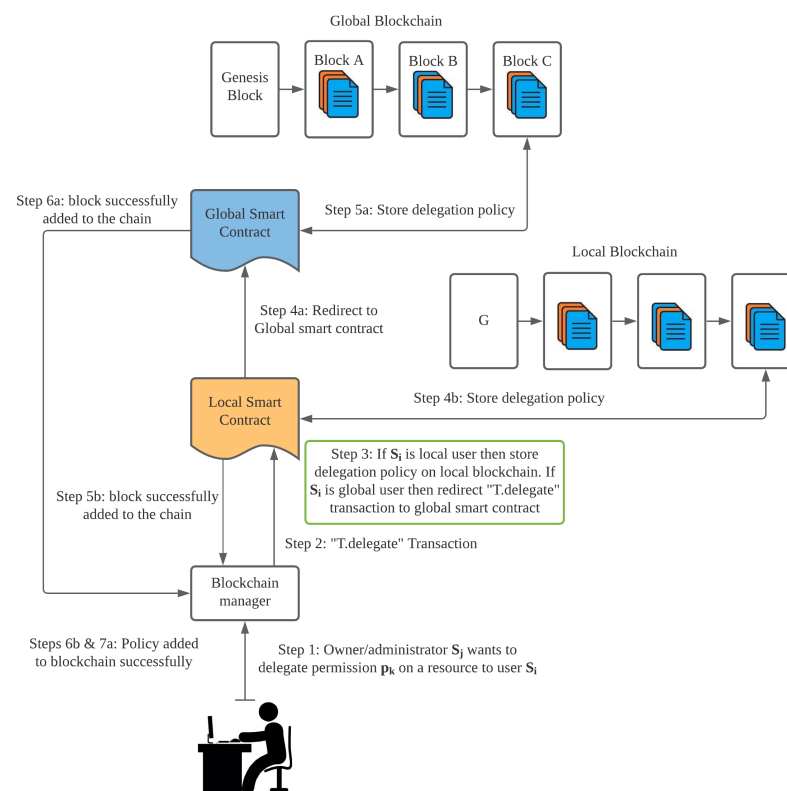 Global Blockchain
Genesis
Block
Block A
Block B
Block C
Step 6a: block successfully
added to the chain
Global Smart
Contract
Step 5a: Store delegation policy
Local Blockchain
G
Step 4a: Redirect to
Global smart contract
Local Smart
Contract
Step 4b: Store delegation policy
Step 3: If Si is local user then store
delegation policy on local blockchain. If
Si is global user then redirect "T.delegate"
transaction to global smart contract
Step 5b: block successfully
added to the chain
Step 2: "T.delegate" Transaction
Blockchain
manager
Steps 6b & 7a: Policy added
to blockchain successfully
Step 1: Owner/administrator Sj wants to
delegate permission pk on a resource to user Si